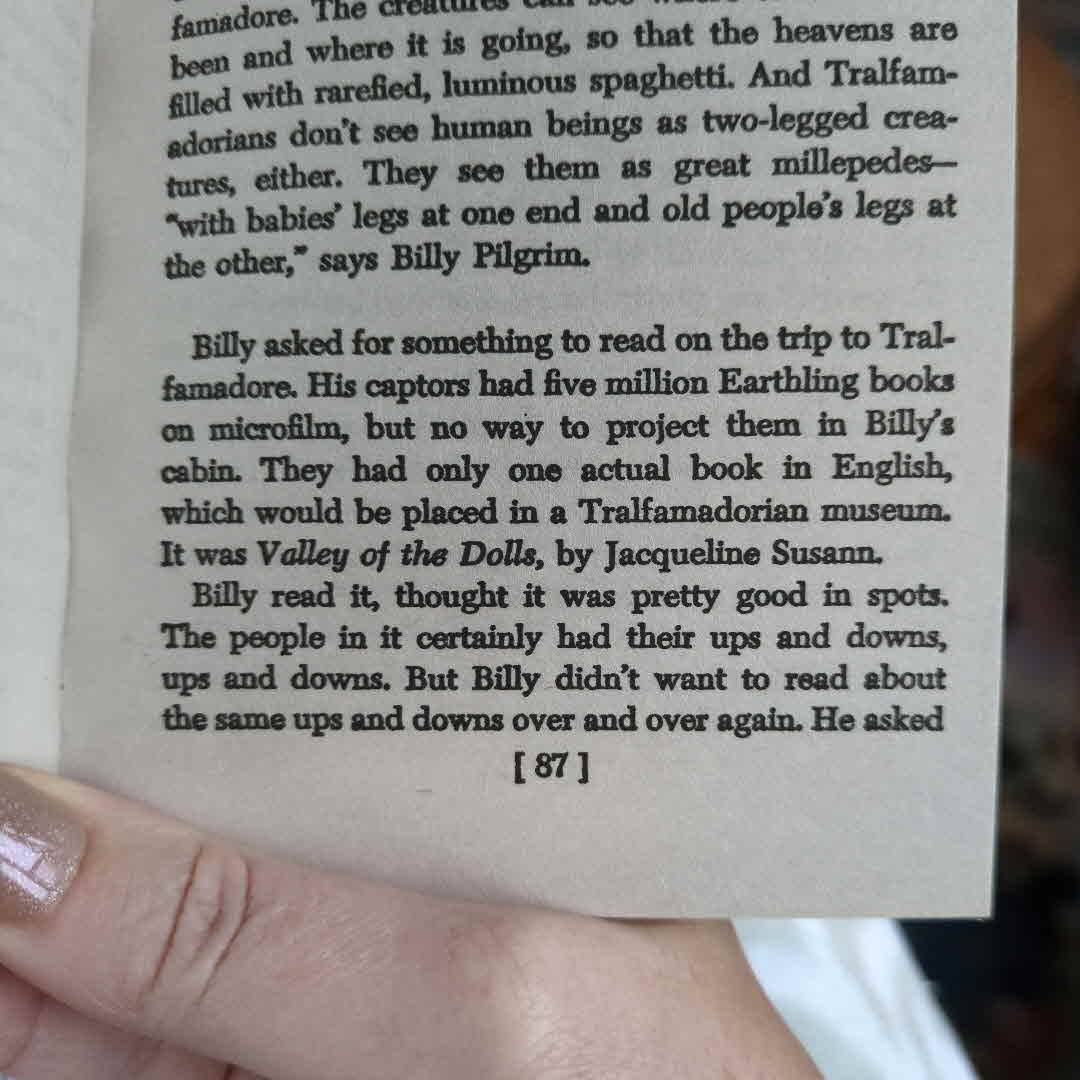 famadore. The creatures can see where
been and where it is going, so that the heavens are
filled with rarefied, luminous spaghetti. And Tralfam-
adorians don't see human beings as two-legged crea-
tures, either. They see them as great millepedes—
"with babies' legs at one end and old people's legs at
the other," says Billy Pilgrim.
Billy asked for something to read on the trip to Tral-
famadore. His captors had five million Earthling books
on microfilm, but no way to project them in Billy's
cabin. They had only one actual book in English,
which would be placed in a Tralfamadorian museum.
It was Valley of the Dolls, by Jacqueline Susann.
Billy read it, thought it was pretty good in spots.
The people in it certainly had their ups and downs,
ups and downs. But Billy didn't want to read about
the same ups and downs over and over again. He asked
[ 87 ]